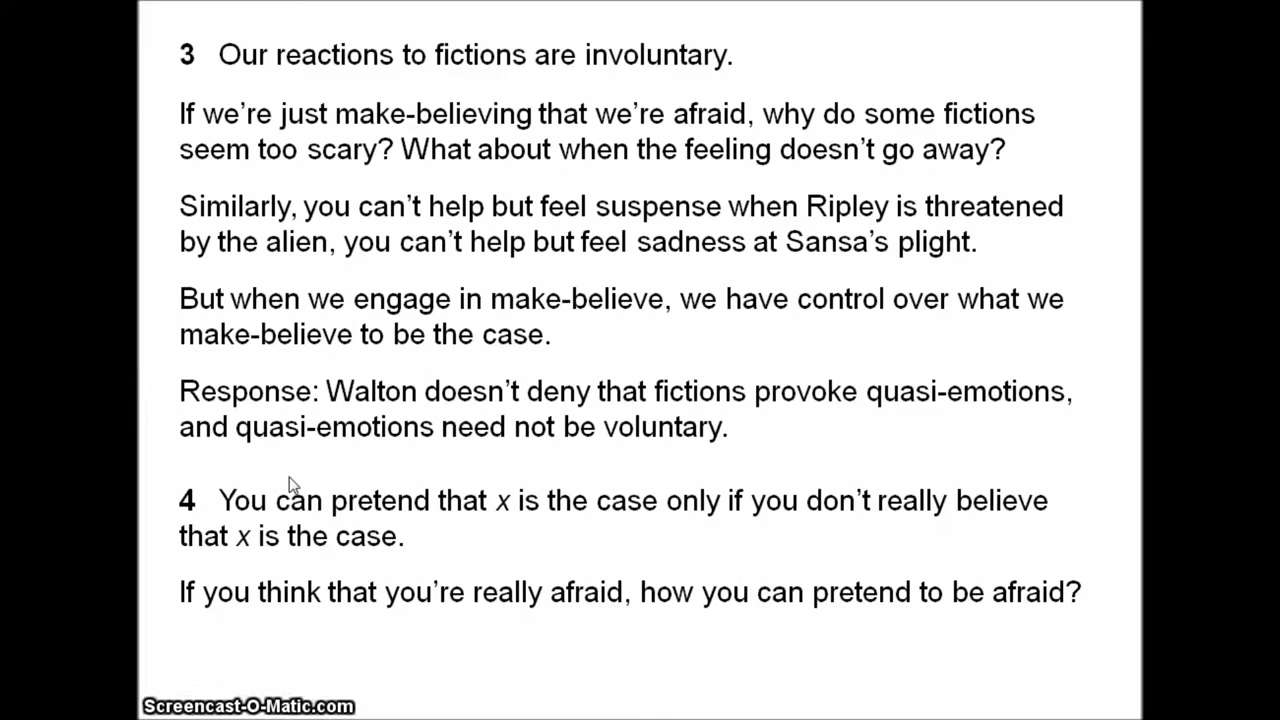 3 Our reactions to fictions are involuntary.
If we're just make-believing that we're afraid, why do some fictions
seem too scary? What about when the feeling doesn't go away?
Similarly, you can't help but feel suspense when Ripley is threatened
by the alien, you can't help but feel sadness at Sansa's plight.
But when we engage in make-believe, we have control over what we
make-believe to be the case.
Response: Walton doesn't deny that fictions provoke quasi-emotions,
and quasi-emotions need not be voluntary.
4 You can pretend that x is the case only if you don't really believe
that x is the case.
If you think that you're really afraid, how you can pretend to be afraid?
Screencast-O-Matic.com